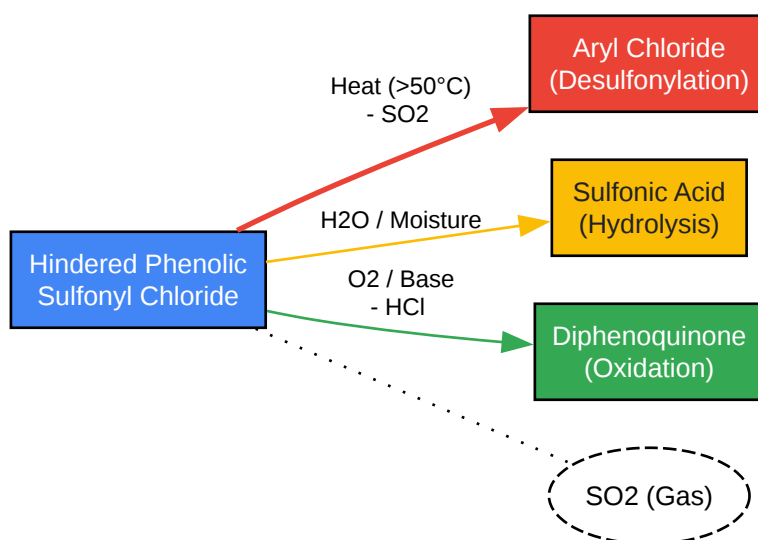 Aryl Chloride
(Desulfonylation)
Heat (>50°C)
- SO2
Sulfonic Acid
(Hydrolysis)
H2O / Moisture
Hindered Phenolic
Sulfonyl Chloride
O2 / Base
- HCl
Diphenoquinone
(Oxidation)
SO2 (Gas)